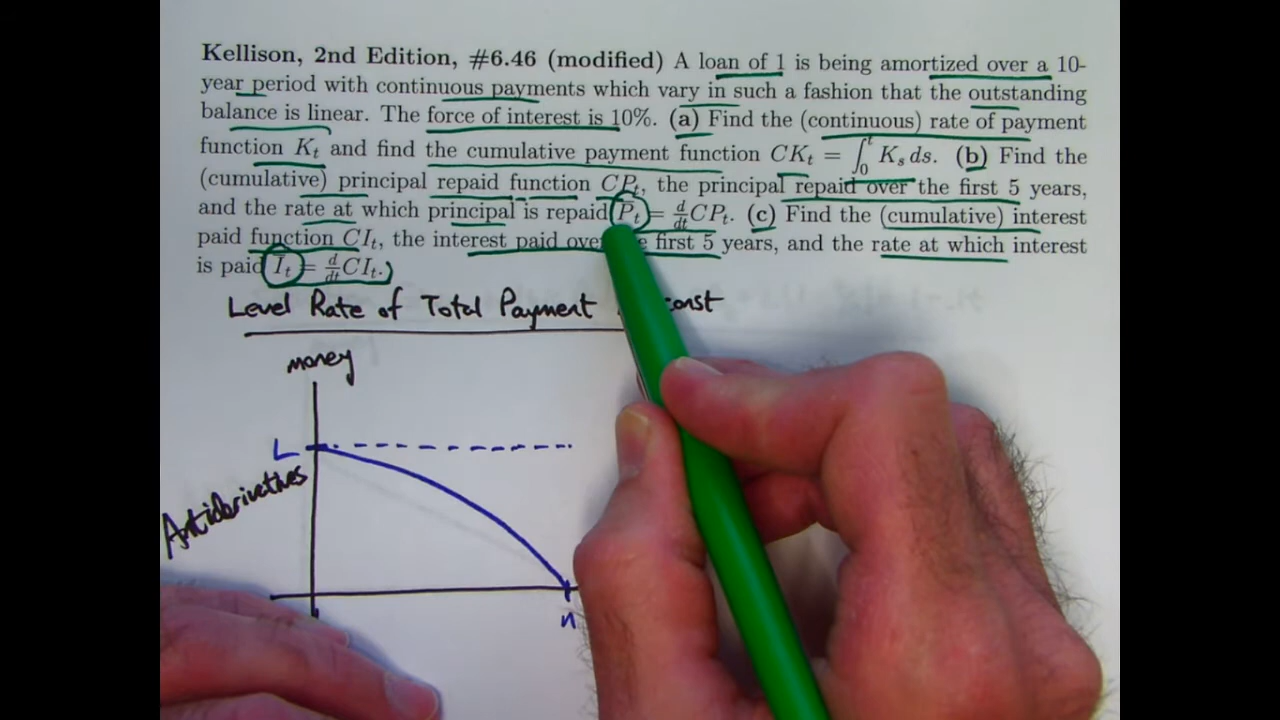 Kellison, 2nd Edition, #6.46 (modified) A loan of 1 is being amortized over a 10-
year period with continuous payments which vary in such a fashion that the outstanding
balance is linear. The force of interest is 10%. (a) Find the (continuous) rate of payment
function Kₜ and find the cumulative payment function CKₜ = ∫₀ᵗ Kₛ ds. (b) Find the
(cumulative) principal repaid function CPₜ, the principal repaid over the first 5 years,
and the rate at which principal is repaid Pₜ = d/dt CPₜ. (c) Find the (cumulative) interest
paid function CIₜ, the interest paid over first 5 years, and the rate at which interest
is paid Iₜ = d/dt CIₜ.)
Level Rate of Total Payment const
money
L
Antiderivatives
n